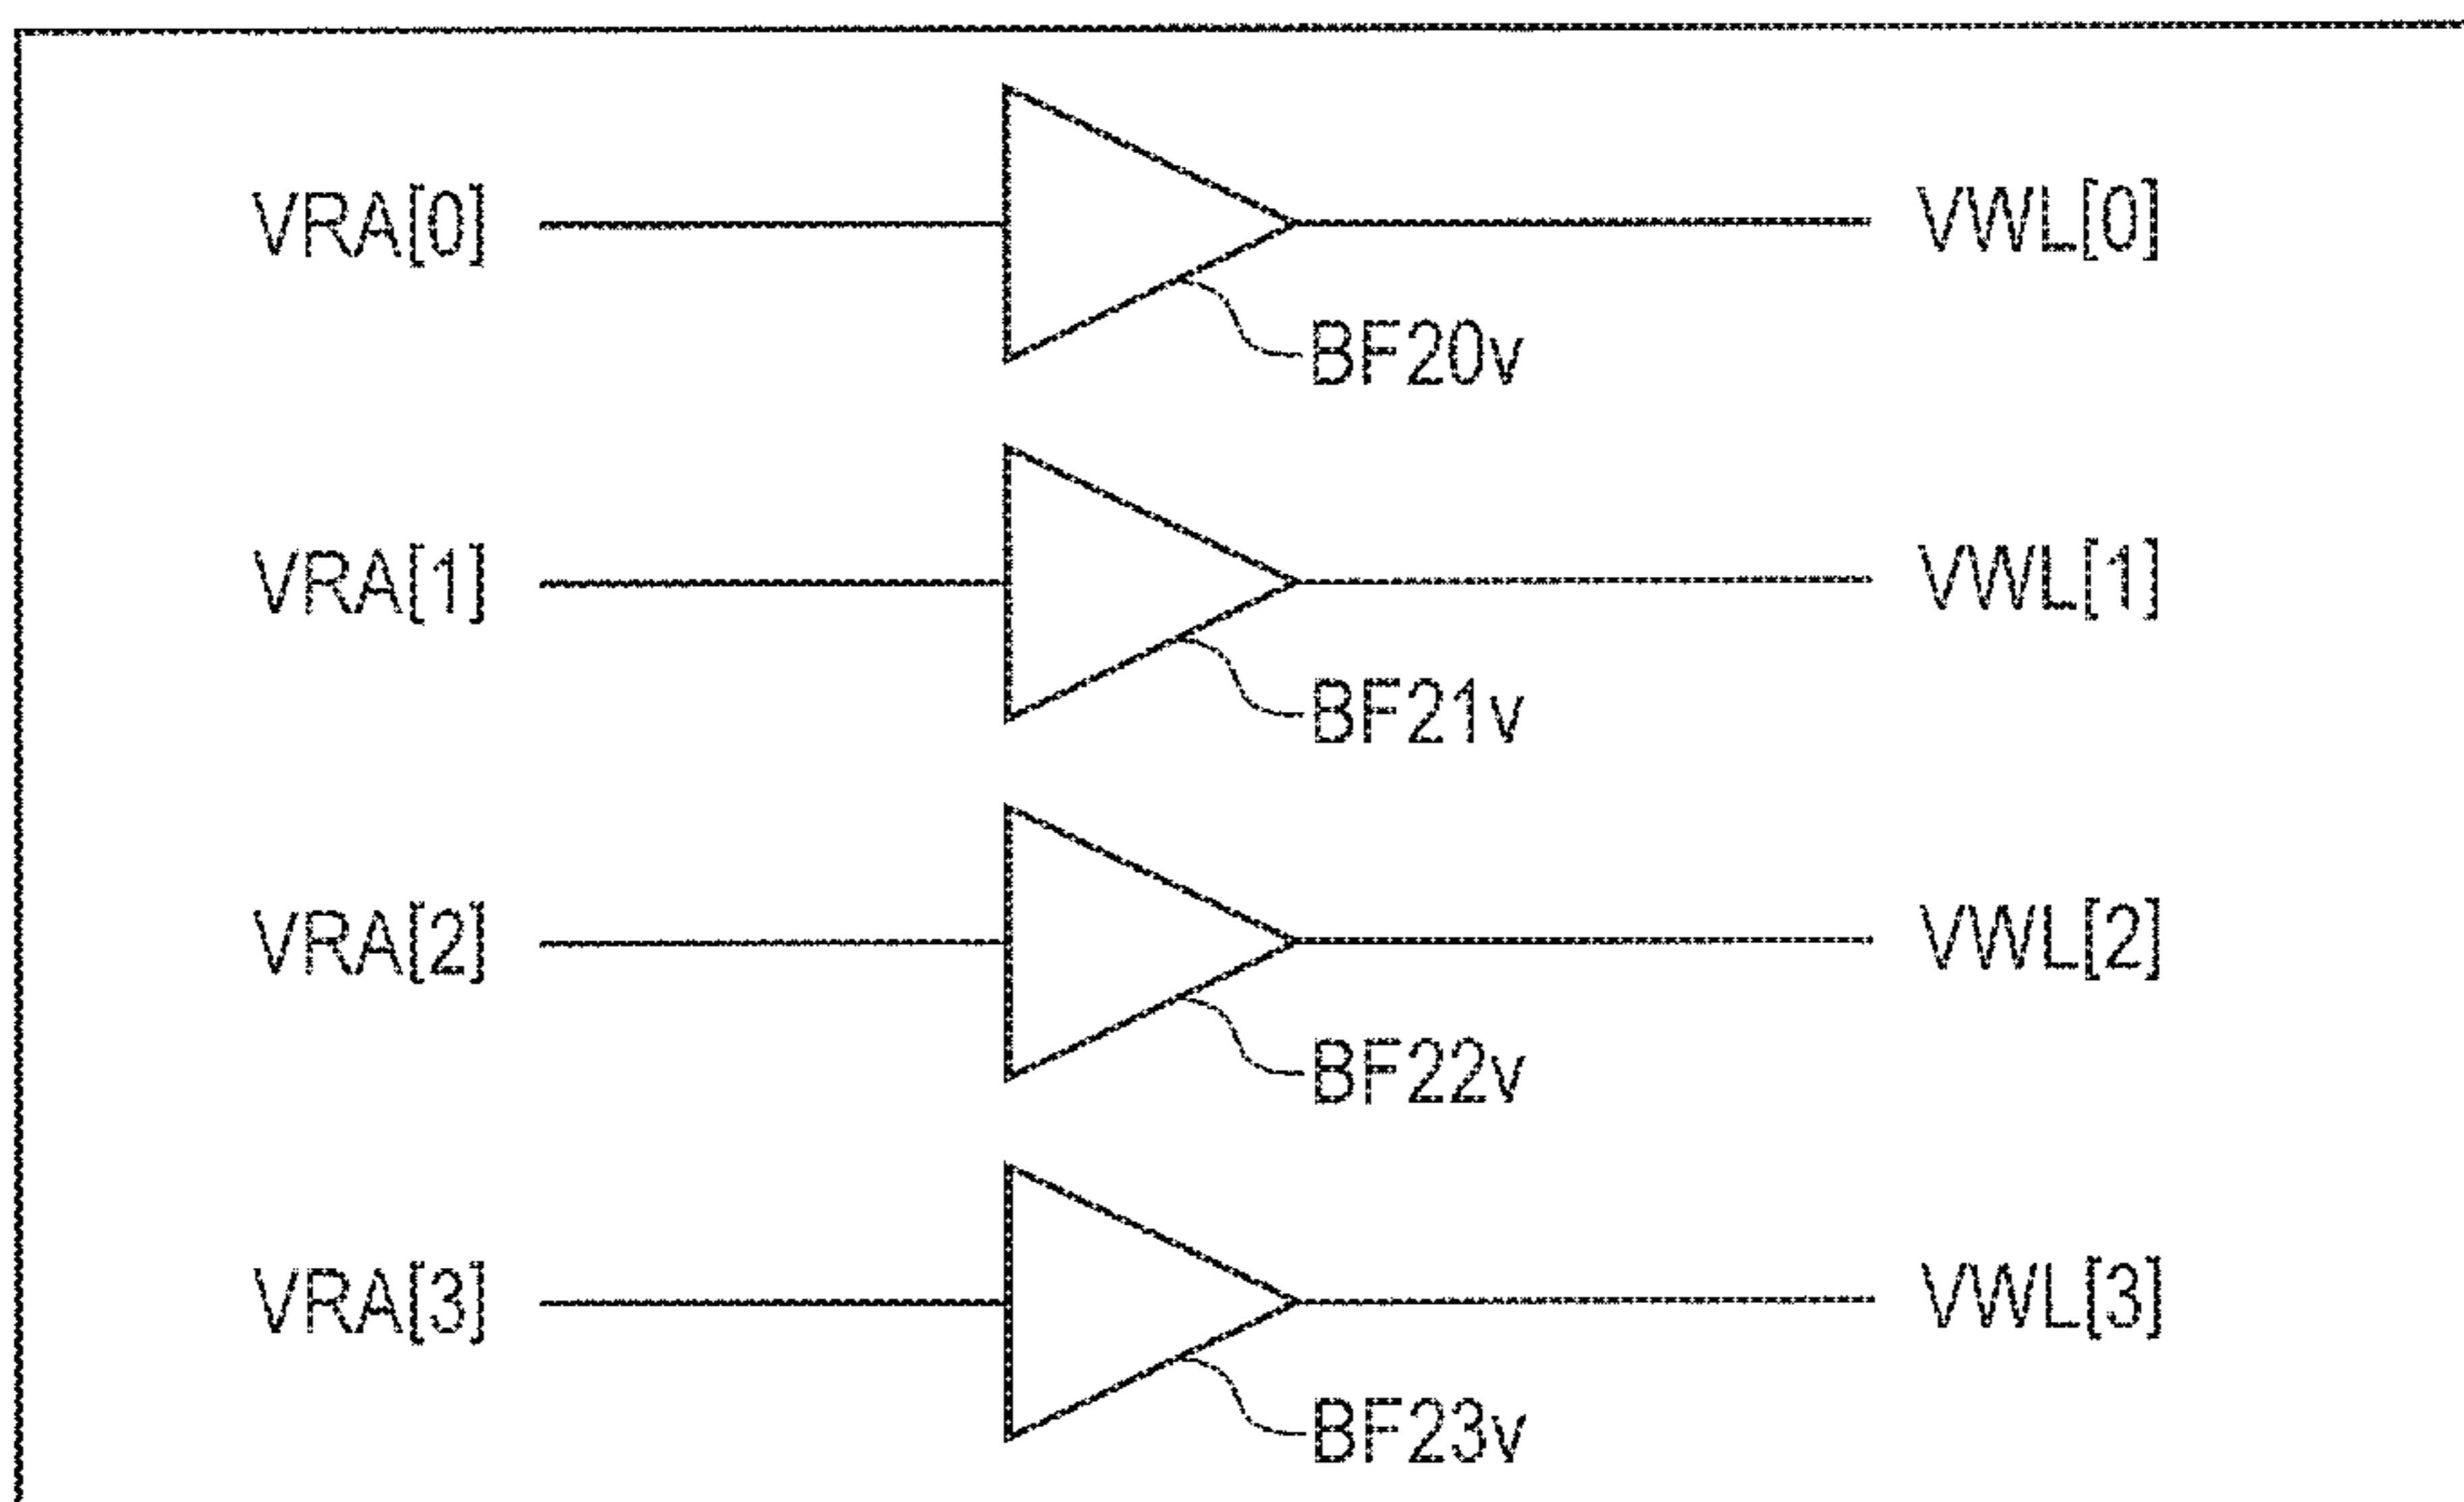 VRA[0] VWL[0]
BF20v
VRA[1] VWL[1]
BF21v
VRA[2] VWL[2]
BF22v
VRA[3] VWL[3]
BF23v